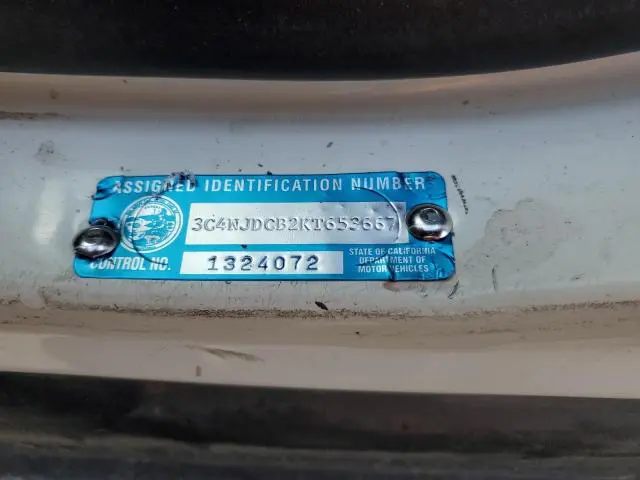 ASSIGNED IDENTIFICATION NUMBER
3C4NJDCB2KT653667
CONTROL NO. 1324072
STATE OF CALIFORNIA
DEPARTMENT OF
MOTOR VEHICLES